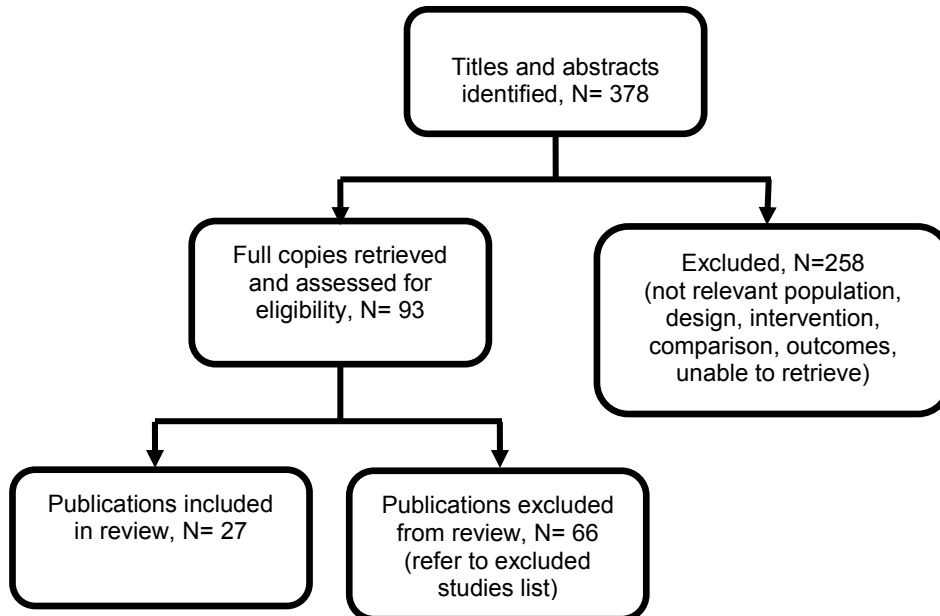 Titles and abstracts
identified, N= 378
Full copies retrieved
and assessed for
eligibility, N= 93
Excluded, N=258
(not relevant population,
design, intervention,
comparison, outcomes,
unable to retrieve)
Publications included
in review, N= 27
Publications excluded
from review, N= 66
(refer to excluded
studies list)